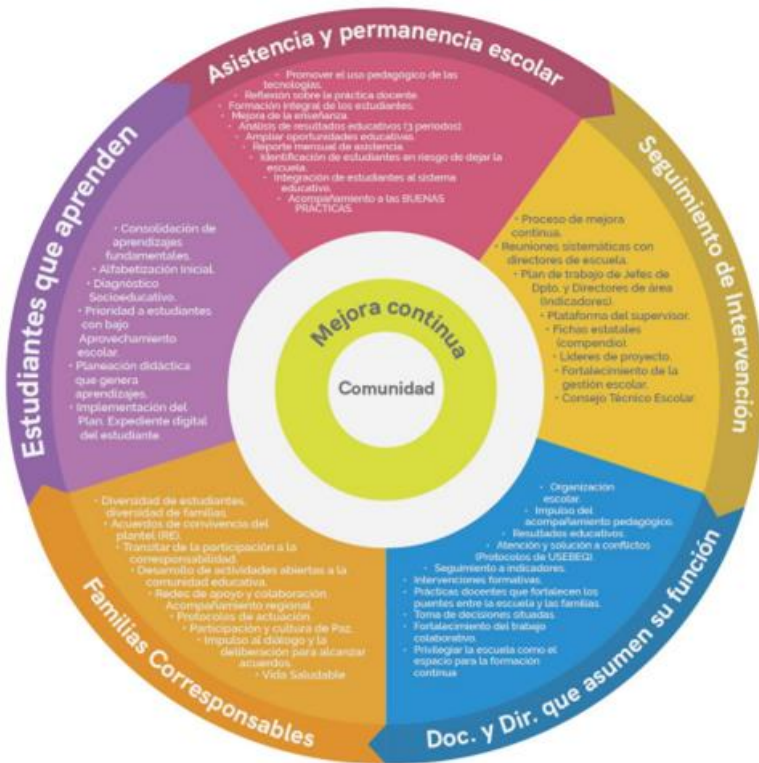 Asistencia y permanencia escolar
• Promover el uso pedagógico de las
tecnologías.
• Reflexión sobre la práctica docente.
• Formación integral de los estudiantes.
• Mejora de la enseñanza.
• Análisis de resultados educativos (3 periodos).
• Ampliar oportunidades educativas.
• Reporte mensual de asistencia.
• Identificación de estudiantes en riesgo de dejar la
escuela.
• Integración de estudiantes al sistema
educativo.
• Acompañamiento a las BUENAS
PRÁCTICAS.
Seguimiento de Intervención
• Proceso de mejora
continua.
• Reuniones sistemáticas con
directores de escuela.
• Plan de trabajo de Jefes de
Dpto. y Directores de área
(Indicadores).
• Plataforma del supervisor.
• Fichas estatales
(compendio).
• Líderes de proyecto.
• Fortalecimiento de la
gestión escolar.
• Consejo Técnico Escolar
Doc. y Dir. que asumen su función
• Organización
escolar.
• Impulso del
acompañamiento pedagógico.
• Resultados educativos.
• Atención y solución a conflictos
(Protocolos de USEBEQ).
• Seguimiento a indicadores.
• Intervenciones formativas.
• Prácticas docentes que fortalecen los
puentes entre la escuela y las familias.
• Toma de decisiones situadas.
• Fortalecimiento del trabajo
colaborativo.
• Privilegiar la escuela como el
espacio para la formación
continua
Familias Corresponsables
• Diversidad de estudiantes,
diversidad de familias.
• Acuerdos de convivencia del
plantel (RE).
• Transitar de la participación a la
corresponsabilidad.
• Desarrollo de actividades abiertas a la
comunidad educativa.
• Redes de apoyo y colaboración
Acompañamiento regional.
• Protocolos de actuación.
• Participación y cultura de Paz.
• Impulso al diálogo y la
deliberación para alcanzar
acuerdos.
• Vida Saludable
Estudiantes que aprenden
• Consolidación de
aprendizajes
fundamentales.
• Alfabetización Inicial.
• Diagnóstico
Socioeducativo.
• Prioridad a estudiantes
con bajo
Aprovechamiento
escolar.
• Planeación didáctica
que genera
aprendizajes.
• Implementación del
Plan. Expediente digital
del estudiante.
Mejora continua
Comunidad